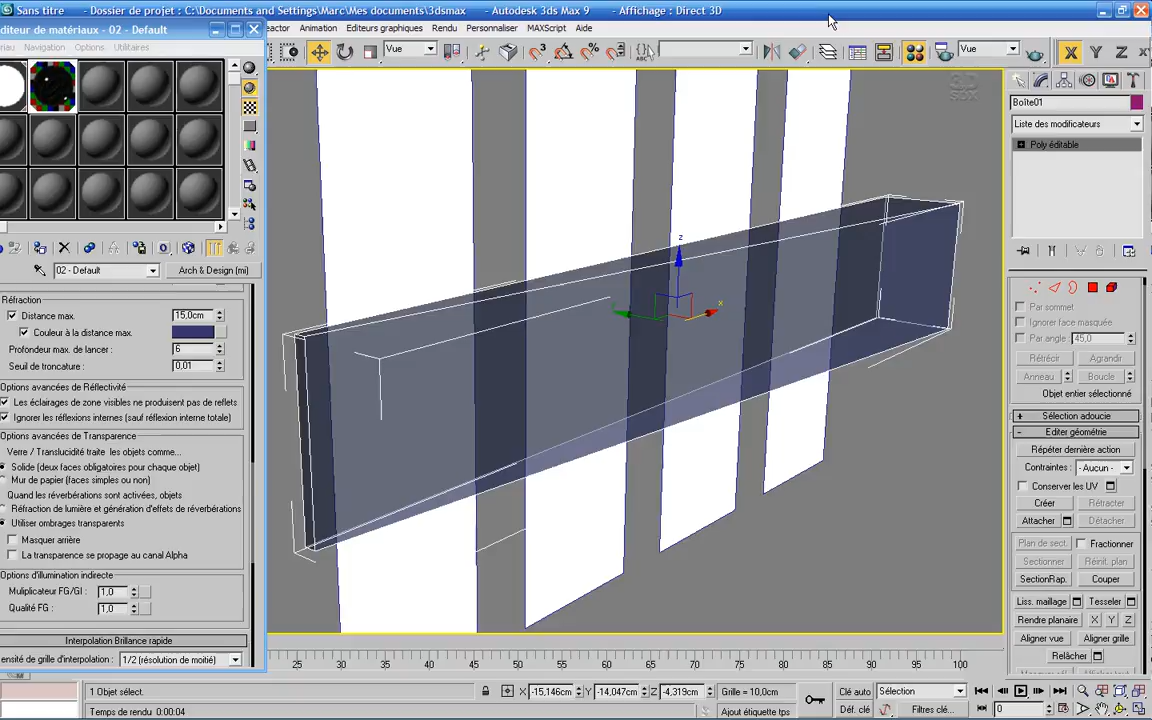 Sans titre - Dossier de projet : C:\Documents and Settings\Marc\Mes documents\3dsmax - Autodesk 3ds Max 9 - Affichage : Direct 3D
diteur de matériaux - 02 - Default
riau Navigation Options Utilitaires
eactor Animation Editeurs graphiques Rendu Personnaliser MAXScript Aide
Vue
Vue
X Y Z
Boîte01
Liste des modificateurs
Poly éditable
z
x
02 - Default
Arch & Design (mi)
Réfraction
Distance max. 15,0cm
Couleur à la distance max.
Profondeur max. de lancer : 6
Seuil de troncature : 0,01
Options avancées de Réflectivité
Les éclairages de zone visibles ne produisent pas de reflets
Ignorer les réflexions internes (sauf réflexion interne totale)
Options avancées de Transparence
Verre / Translucidité traite les objets comme...
Solide (deux faces obligatoires pour chaque objet)
Mur de papier (faces simples ou non)
Quand les réverbérations sont activées, objets
Réfraction de lumière et génération d'effets de réverbérations
Utiliser ombrages transparents
Masquer arrière
La transparence se propage au canal Alpha
Options d'illumination indirecte
Muliplicateur FG/GI : 1,0
Qualité FG : 1,0
Interpolation Brillance rapide
ensité de grille d'interpolation : 1/2 (résolution de moitié)
Par sommet
Ignorer face masquée
Par angle : 45,0
Rétrécir Agrandir
Anneau Boucle
Objet entier sélectionné
+ Sélection adoucie
- Editer géométrie
Répéter dernière action
Contraintes : - Aucun -
Conserver les UV
Créer Rétracter
Attacher Détacher
Plan de sect. Fractionner
Sectionner Réinit. plan
SectionRap. Couper
Liss. maillage Tesseler
Rendre planaire X Y Z
Aligner vue Aligner grille
Relâcher
25 30 35 40 45 50 55 60 65 70 75 80 85 90 95 100
1 Objet sélect.
X -15,146cm Y -14,047cm Z -4,319cm
Grille = 10,0cm
Clé auto Sélection
Temps de rendu 0:00:04
Ajout étiquette tps
Déf. clé Filtres clé...
0